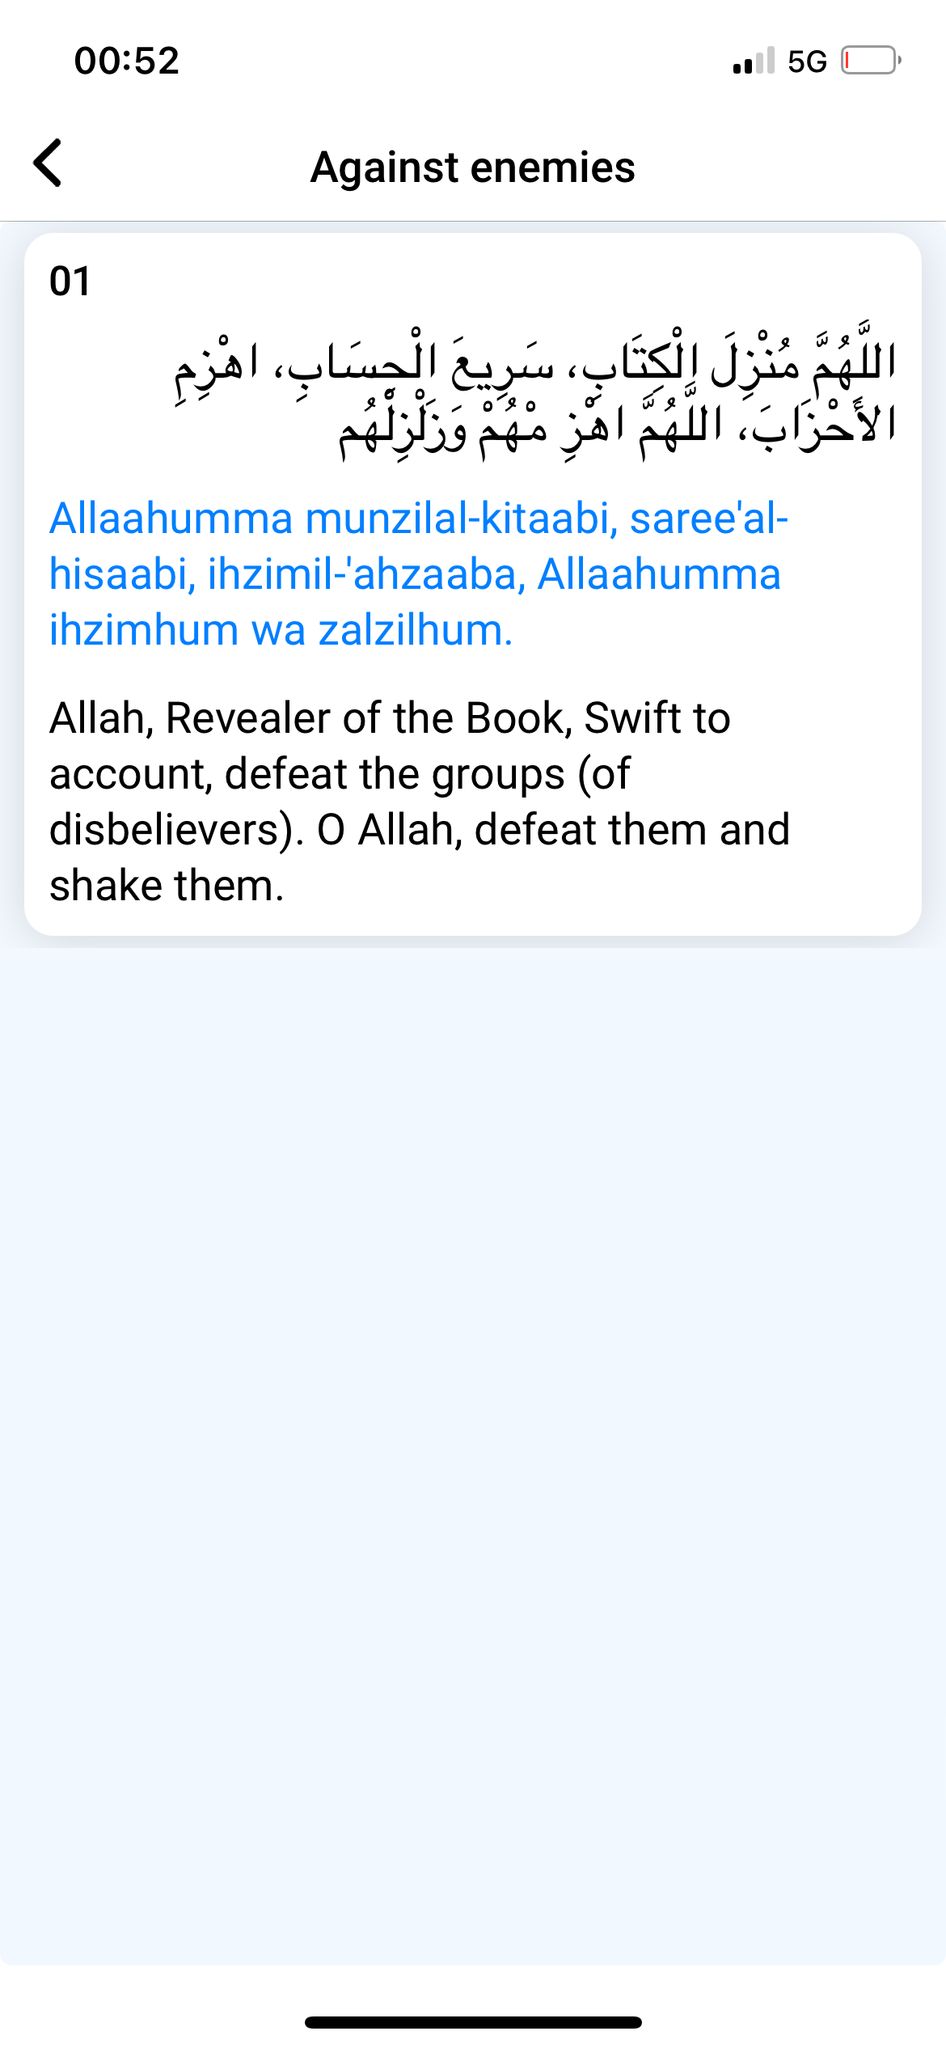 00:52 5G
Against enemies
01
اللَّهُمَّ مُنْزِلَ الْكِتَابِ، سَرِيعَ الْحِسَابِ، اهْزِمِ
الأَحْزَابَ، اللَّهُمَّ اهْزِ مْهُمْ وَزَلْزِلْهُم
Allaahumma munzilal-kitaabi, saree'al-
hisaabi, ihzimil-'ahzaaba, Allaahumma
ihzimhum wa zalzilhum.
Allah, Revealer of the Book, Swift to
account, defeat the groups (of
disbelievers). O Allah, defeat them and
shake them.